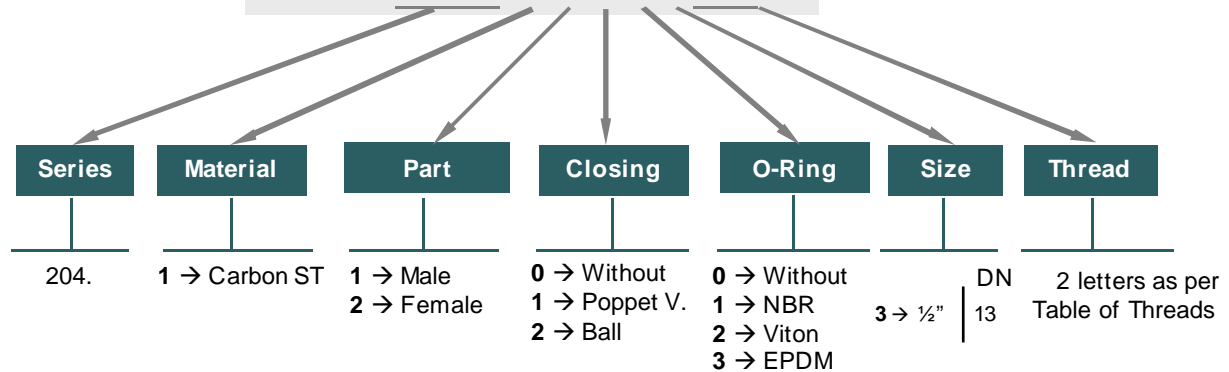 Series
Material
Part
Closing
O-Ring
Size
Thread
204.
1 → Carbon ST
1 → Male
2 → Female
0 → Without
1 → Poppet V.
2 → Ball
0 → Without
1 → NBR
2 → Viton
3 → EPDM
DN
3 → ½” | 13
2 letters as per
Table of Threads